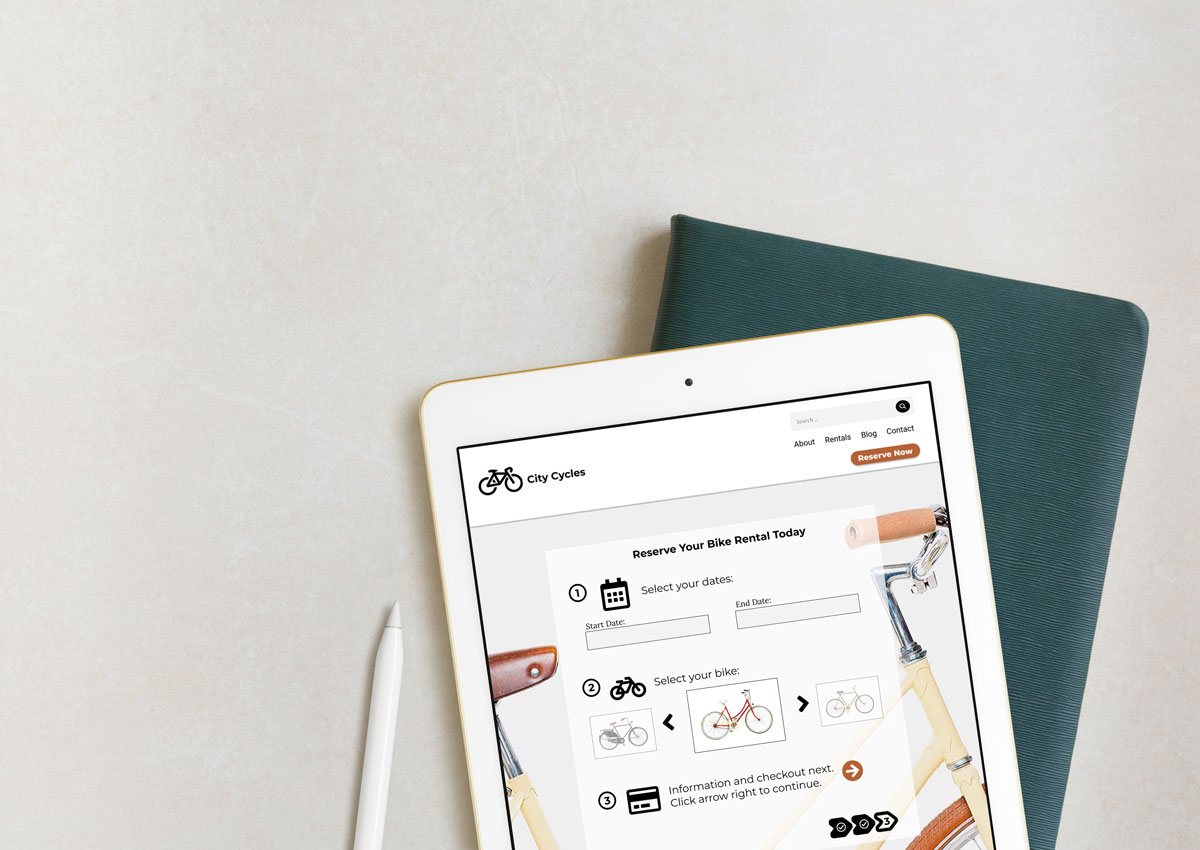 Search ...
About Rentals Blog Contact
City Cycles
Reserve Now
Reserve Your Bike Rental Today
1 Select your dates:
Start Date: End Date:
2 Select your bike:
3 Information and checkout next.
Click arrow right to continue.
3